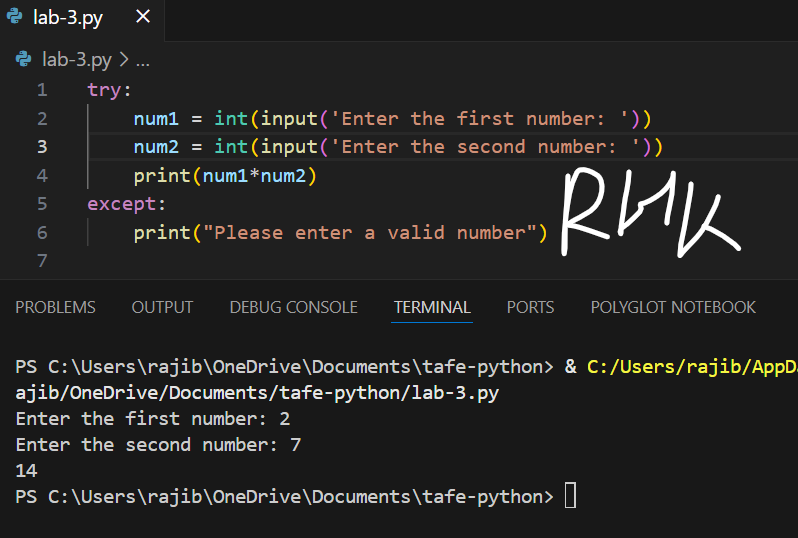 lab-3.py ×
lab-3.py > ...
1 try:
2 num1 = int(input('Enter the first number: '))
3 num2 = int(input('Enter the second number: '))
4 print(num1*num2)
5 except:
6 print("Please enter a valid number")
7
RHK
PROBLEMS OUTPUT DEBUG CONSOLE TERMINAL PORTS POLYGLOT NOTEBOOK
PS C:\Users\rajib\OneDrive\Documents\tafe-python> & C:/Users/rajib/AppDa
ajib/OneDrive/Documents/tafe-python/lab-3.py
Enter the first number: 2
Enter the second number: 7
14
PS C:\Users\rajib\OneDrive\Documents\tafe-python>